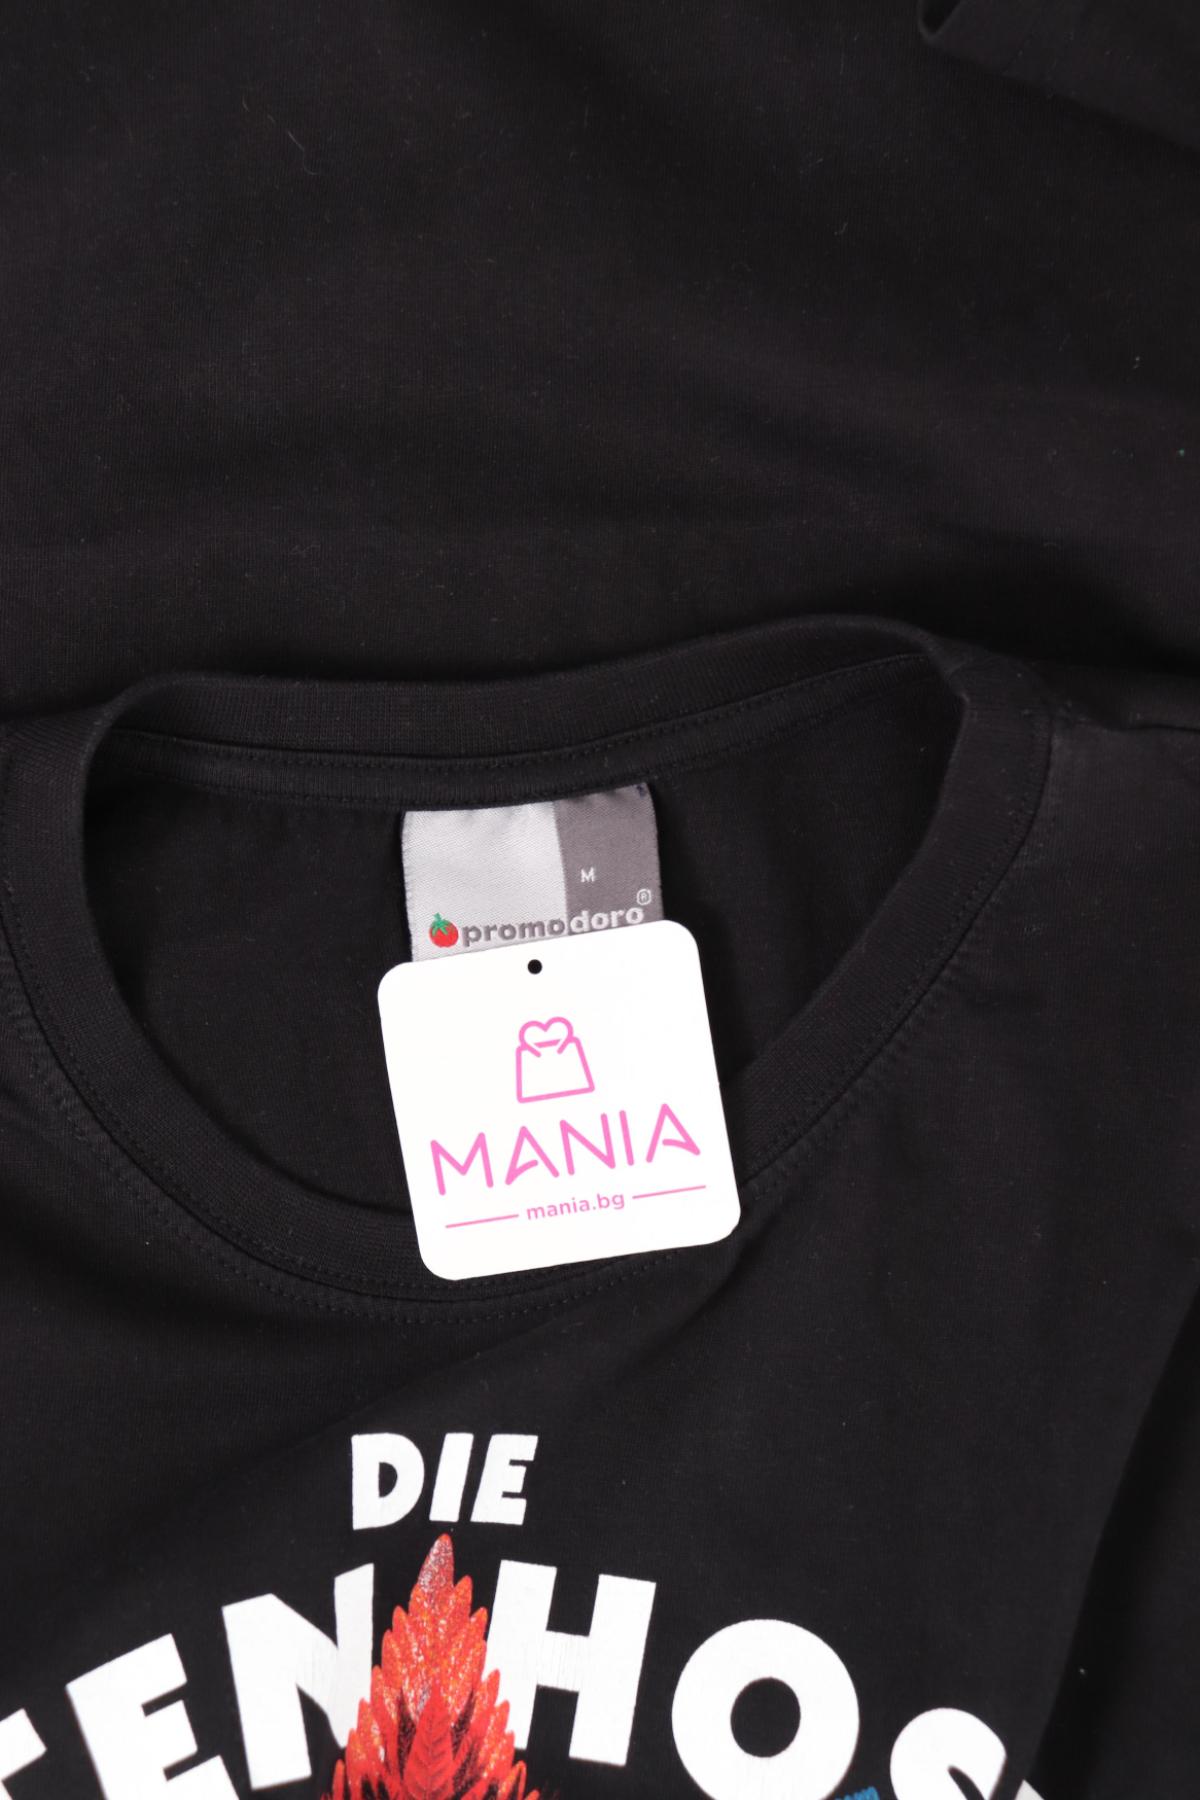 M
promodoro®
MANIA
mania.bg
DIE
TEN HOS